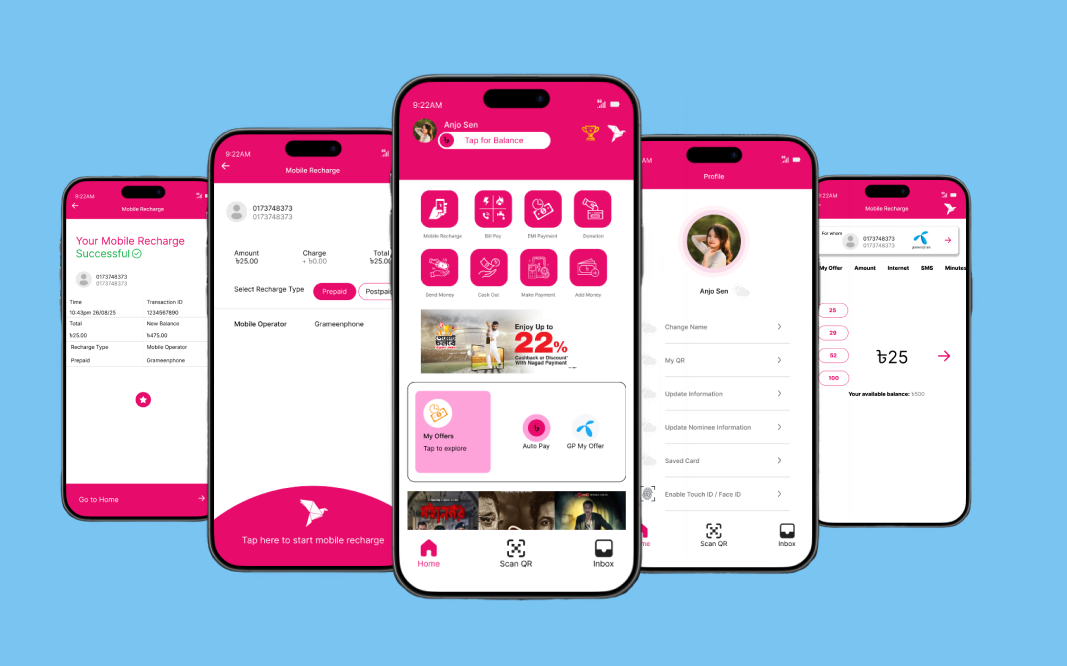 9:22AM
Mobile Recharge
Your Mobile Recharge
Successful
0173748373
0173748373
Time
Transaction ID
10:43pm 26/08/25
1234567890
Total
New Balance
৳25.00
৳475.00
Recharge Type
Mobile Operator
Prepaid
Grameenphone
Go to Home
9:22AM
Mobile Recharge
0173748373
0173748373
Amount
Charge
Total
৳25.00
+ ৳0.00
৳25.00
Select Recharge Type
Prepaid
Postpaid
Mobile Operator
Grameenphone
Tap here to start mobile recharge
9:22AM
Anjo Sen
৳
Tap for Balance
Mobile Recharge
Bill Pay
EMI Payment
Donation
Send Money
Cash Out
Make Payment
Add Money
Enjoy Up to
22%
Cashback or Discount*
With Nagad Payment
My Offers
Tap to explore
৳
Auto Pay
GP My Offer
Home
Scan QR
Inbox
AM
Profile
Anjo Sen
Change Name
My QR
Update Information
Update Nominee Information
Saved Card
Enable Touch ID / Face ID
me
Scan QR
Inbox
:22AM
Mobile Recharge
For whom
0173748373
0173748373
grameenphone
My Offer
Amount
Internet
SMS
Minutes
25
29
52
100
৳25
Your available balance: ৳500